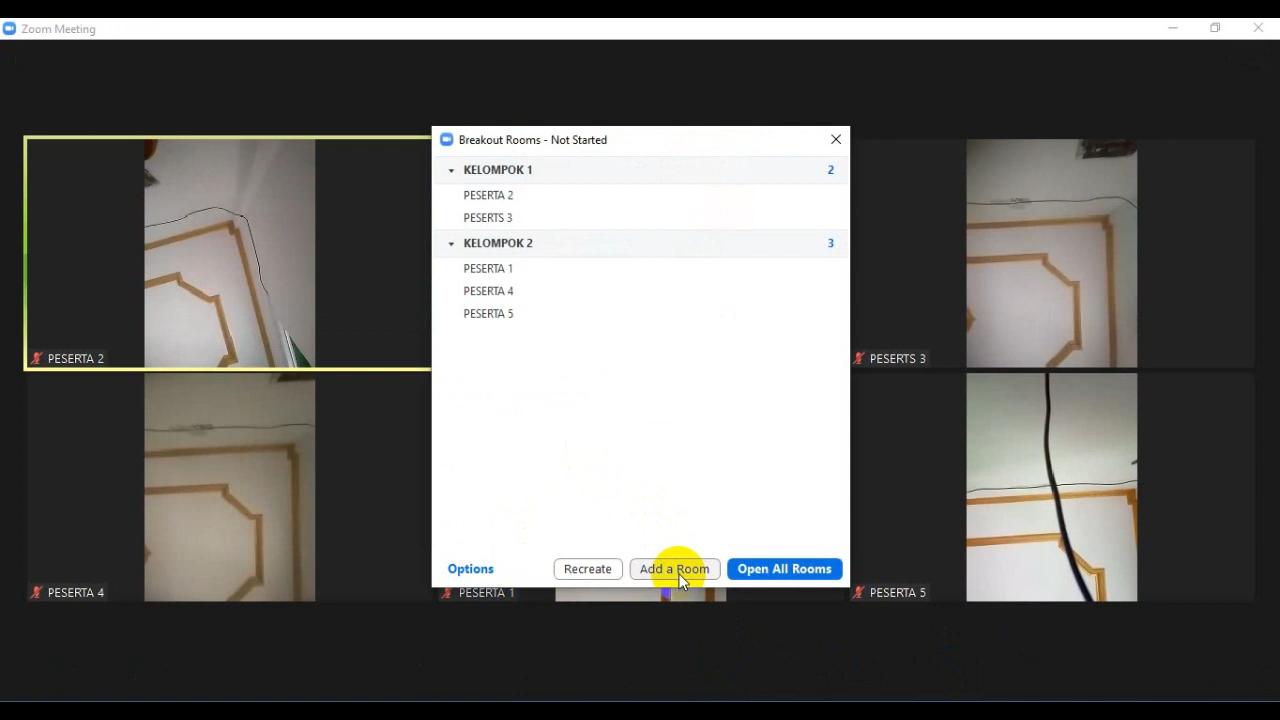 Zoom Meeting
Breakout Rooms - Not Started
KELOMPOK 1 2
PESERTA 2
PESERTS 3
KELOMPOK 2 3
PESERTA 1
PESERTA 4
PESERTA 5
Options Recreate Add a Room Open All Rooms
PESERTA 2
PESERTS 3
PESERTA 4
PESERTA 1
PESERTA 5